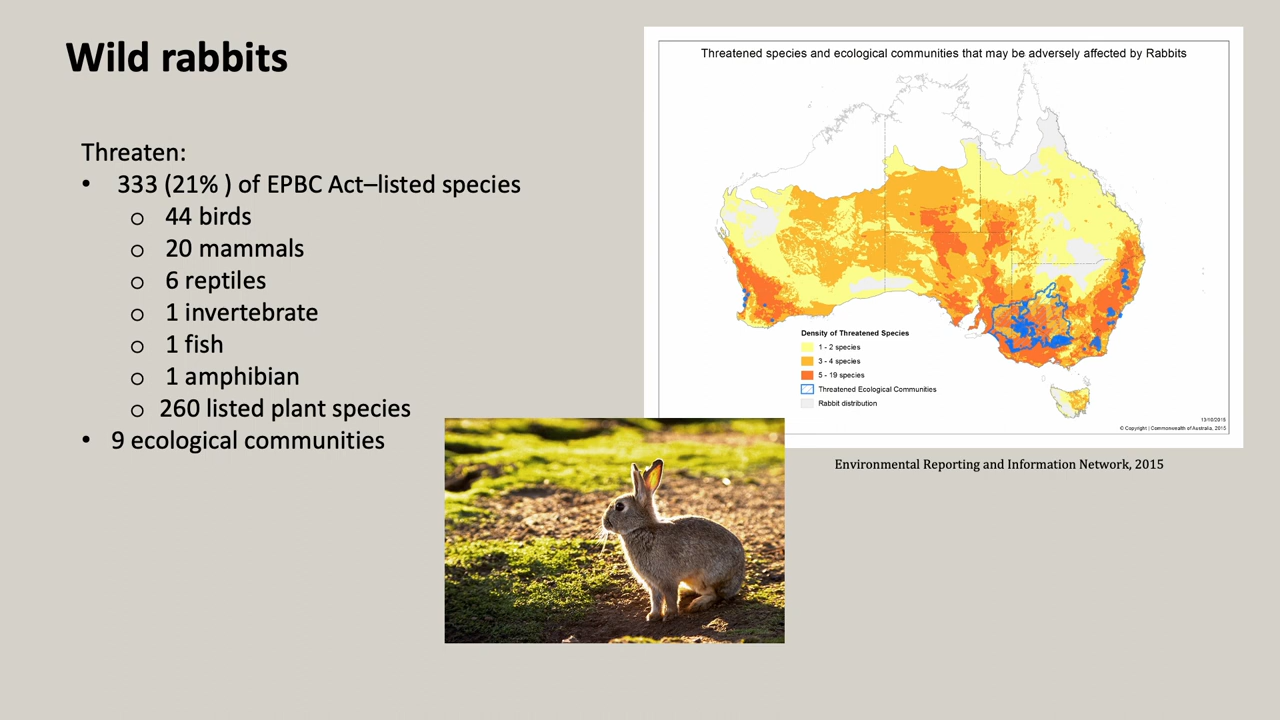 Wild rabbits
Threaten:
• 333 (21% ) of EPBC Act–listed species
o 44 birds
o 20 mammals
o 6 reptiles
o 1 invertebrate
o 1 fish
o 1 amphibian
o 260 listed plant species
• 9 ecological communities
Threatened species and ecological communities that may be adversely affected by Rabbits
Density of Threatened Species
1 - 2 species
3 - 4 species
5 - 19 species
Threatened Ecological Communities
Rabbit distribution
13/10/2015
© Copyright | Commonwealth of Australia, 2015
Environmental Reporting and Information Network, 2015